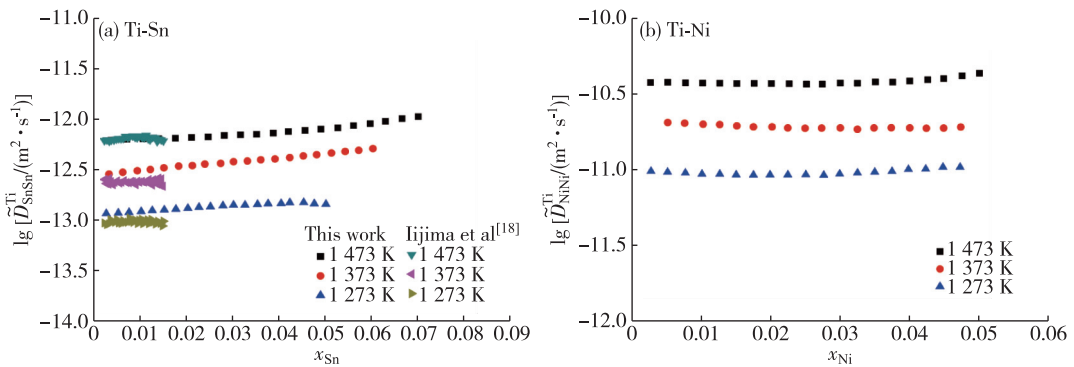 (a) Ti-Sn
lg [D̃^Ti_SnSn/(m²·s⁻¹)]
−11.0
−11.5
−12.0
−12.5
−13.0
−13.5
−14.0
This work Iijima et al[18]
1 473 K 1 473 K
1 373 K 1 373 K
1 273 K 1 273 K
0 0.01 0.02 0.03 0.04 0.05 0.06 0.07 0.08 0.09
x_Sn
(b) Ti-Ni
lg [D̃^Ti_NiNi/(m²·s⁻¹)]
−10.0
−10.5
−11.0
−11.5
−12.0
1 473 K
1 373 K
1 273 K
0 0.01 0.02 0.03 0.04 0.05 0.06
x_Ni